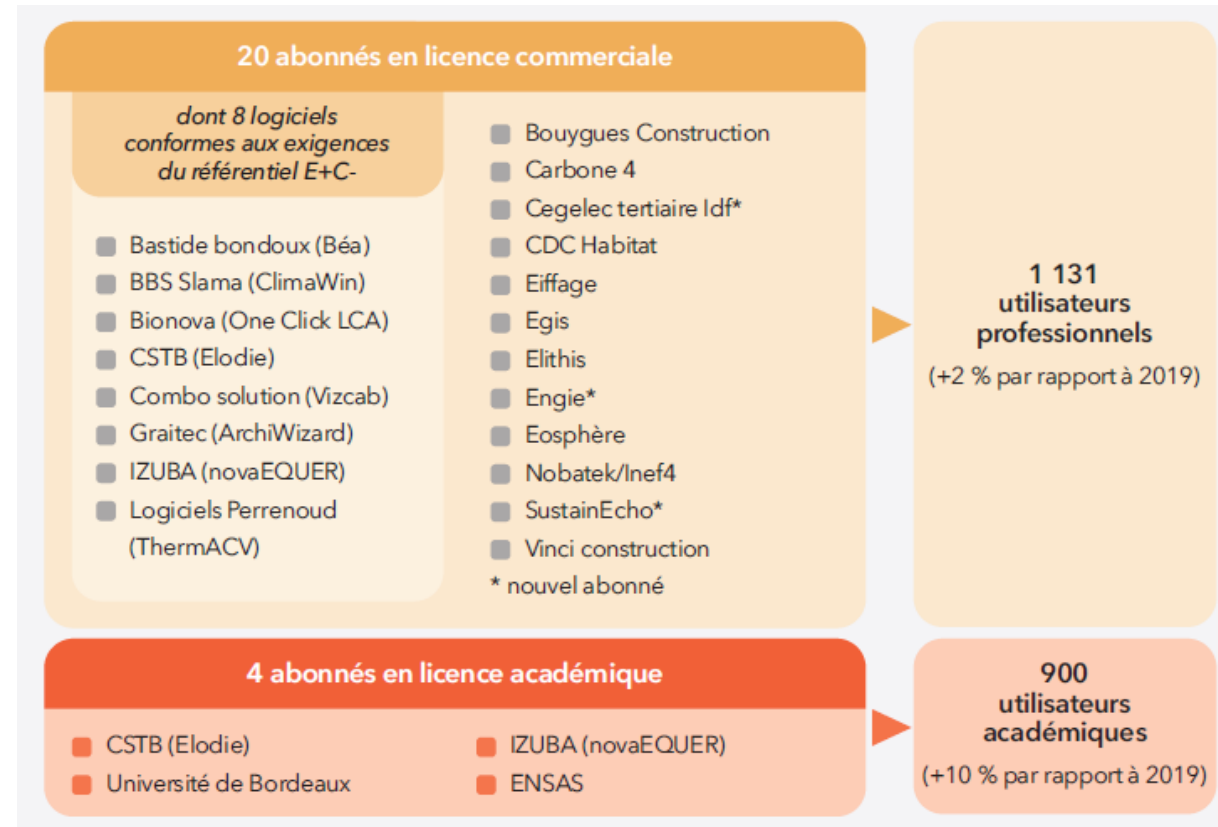 20 abonnés en licence commerciale
dont 8 logiciels
conformes aux exigences
du référentiel E+C-
Bastide bondoux (Béa)
BBS Slama (ClimaWin)
Bionova (One Click LCA)
CSTB (Elodie)
Combo solution (Vizcab)
Graitec (ArchiWizard)
IZUBA (novaEQUER)
Logiciels Perrenoud
(ThermACV)
Bouygues Construction
Carbone 4
Cegelec tertiaire Idf*
CDC Habitat
Eiffage
Egis
Elithis
Engie*
Eosphère
Nobatek/Inef4
SustainEcho*
Vinci construction
* nouvel abonné
1 131
utilisateurs
professionnels
(+2 % par rapport à 2019)
4 abonnés en licence académique
CSTB (Elodie)
Université de Bordeaux
IZUBA (novaEQUER)
ENSAS
900
utilisateurs
académiques
(+10 % par rapport à 2019)